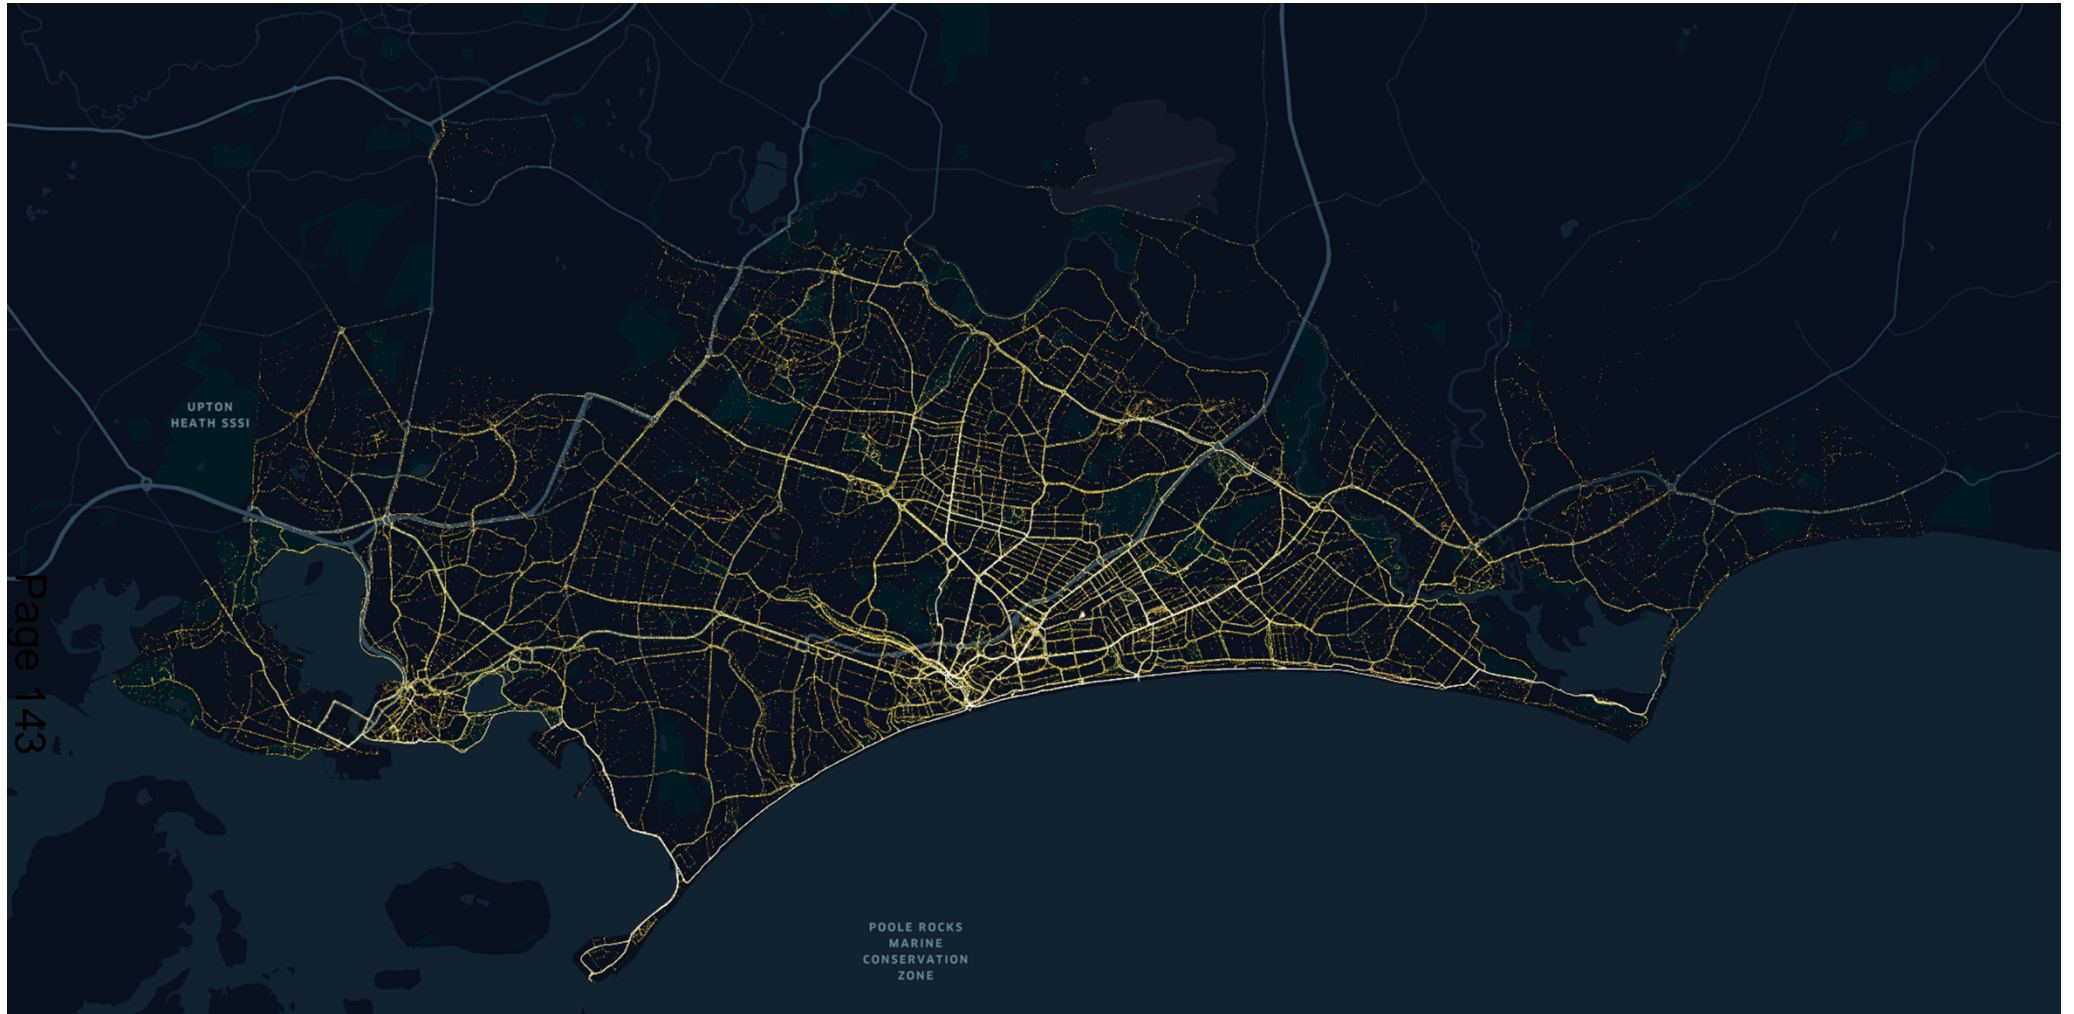 UPTON
HEATH SSSI
Page 143
POOLE ROCKS
MARINE
CONSERVATION
ZONE